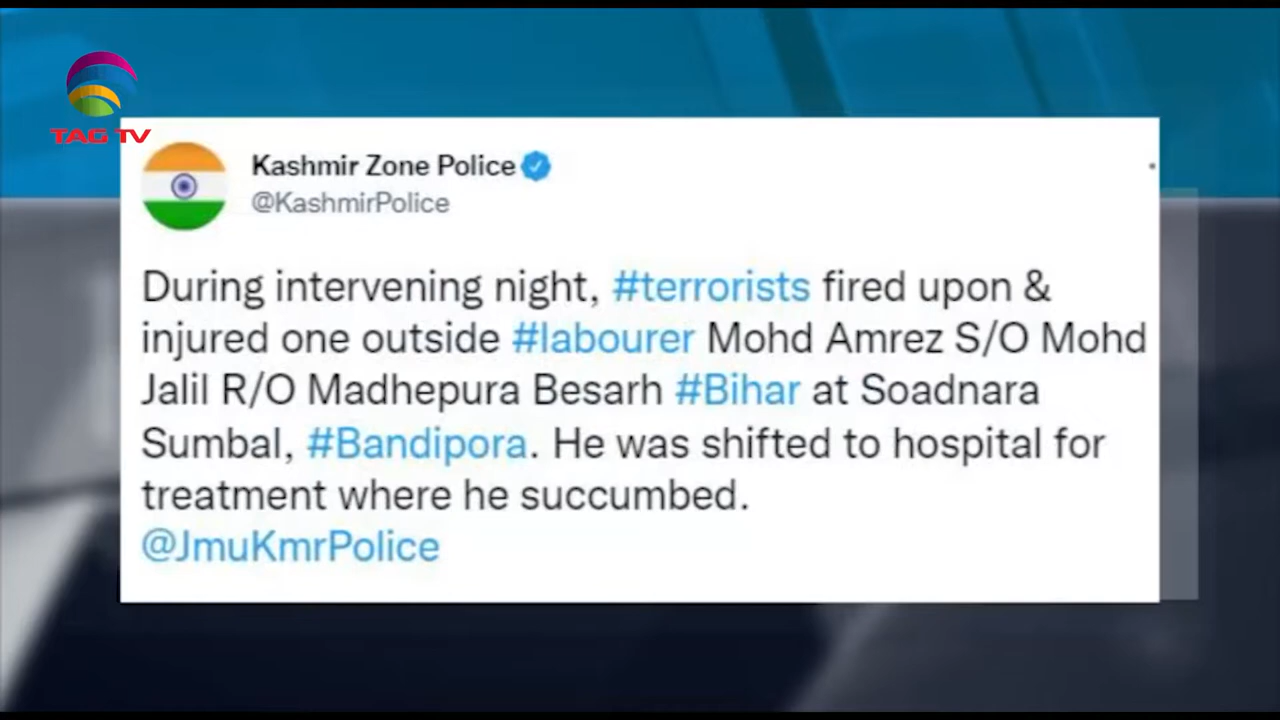 TAG TV
Kashmir Zone Police
@KashmirPolice
During intervening night, #terrorists fired upon &
injured one outside #labourer Mohd Amrez S/O Mohd
Jalil R/O Madhepura Besarh #Bihar at Soadnara
Sumbal, #Bandipora. He was shifted to hospital for
treatment where he succumbed.
@JmuKmrPolice